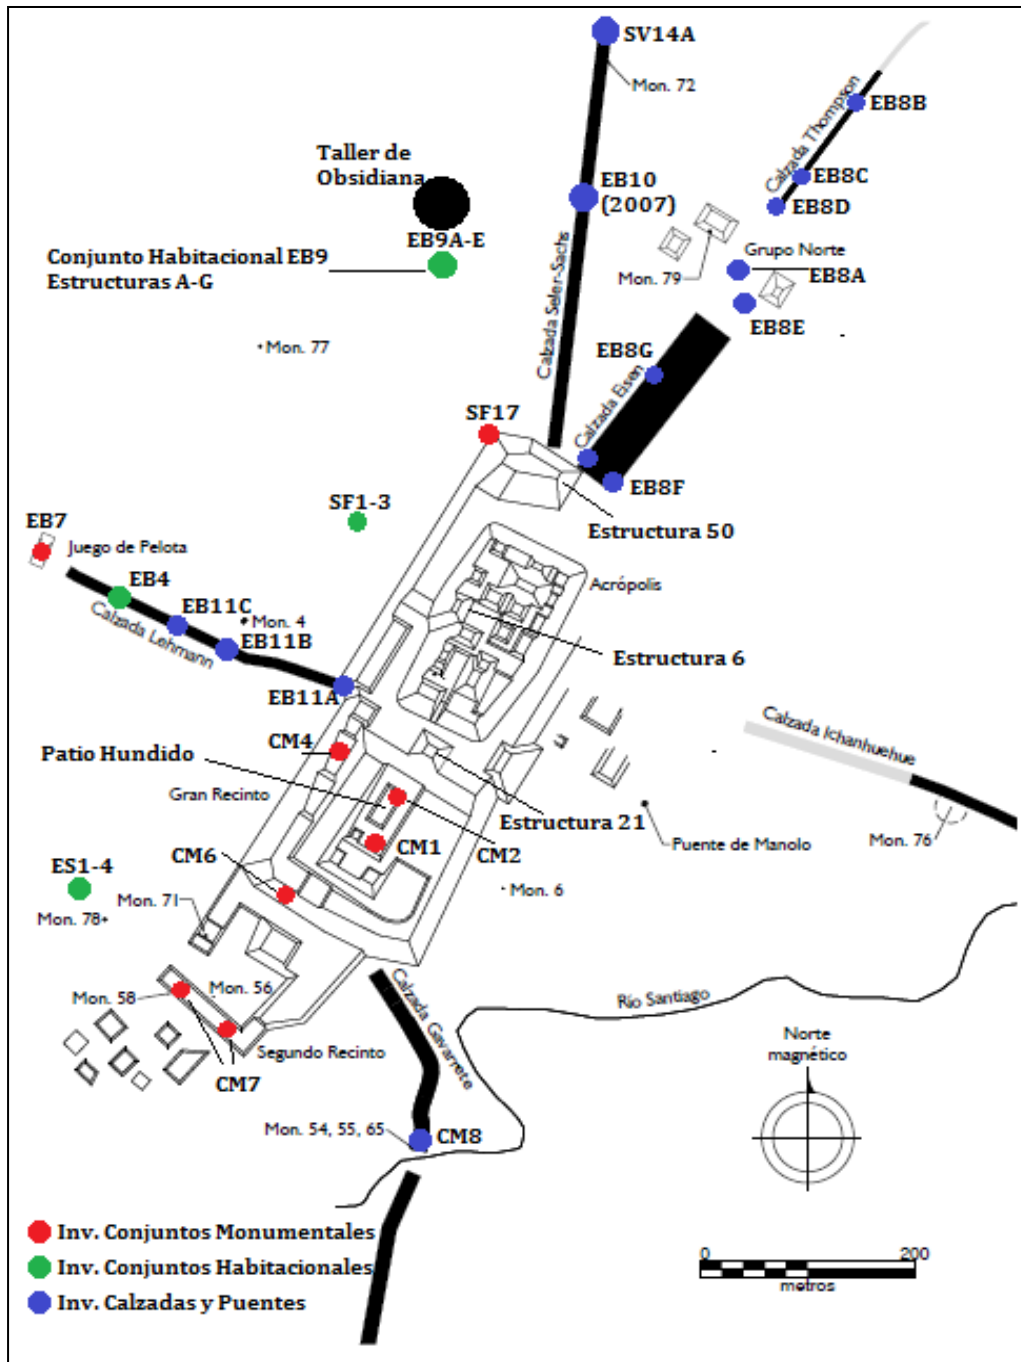 SV14A
Mon. 72
Calzada Thompson
EB8B
Taller de
Obsidiana
EB8C
EB10
(2007)
EB8D
EB9A-E
Conjunto Habitacional EB9
Estructuras A-G
Calzada Seler-Sachs
Grupo Norte
Mon. 79
EB8A
EB8E
Mon. 77
EB8G
Calzada Eisen
SF17
EB8F
SF1-3
Estructura 50
EB7
Juego de Pelota
Acrópolis
EB4
EB11C
Mon. 4
Calzada Lehmann
EB11B
Estructura 6
EB11A
Calzada Ichanhuehue
CM4
Patio Hundido
Gran Recinto
Estructura 21
Puente de Manolo
Mon. 76
CM1
CM2
CM6
ES1-4
Mon. 71
Mon. 6
Mon. 78
Mon. 56
Mon. 58
Calzada Gavarrete
Río Santiago
Segundo Recinto
Norte
magnético
CM7
Mon. 54, 55, 65
CM8
Inv. Conjuntos Monumentales
Inv. Conjuntos Habitacionales
Inv. Calzadas y Puentes
0 200
metros